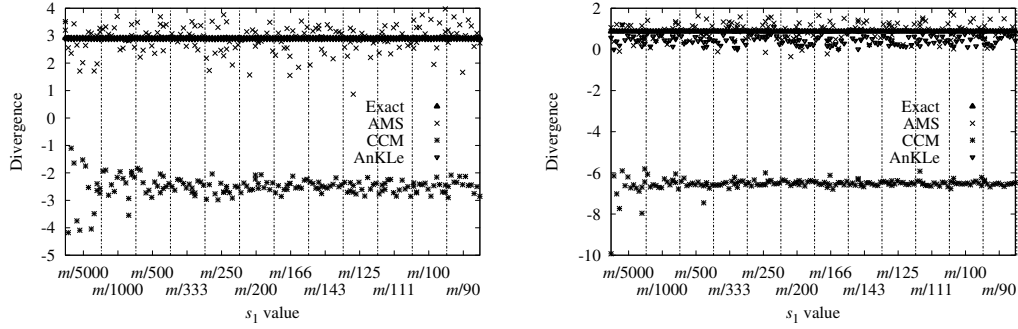 5
4
3
2
1
0
-1
-2
-3
-4
-5
Divergence
Exact
AMS
CCM
AnKLe
m/5000 m/500 m/250 m/166 m/125 m/100
m/1000 m/333 m/200 m/143 m/111 m/90
s1 value
2
0
-2
-4
-6
-8
-10
Divergence
Exact
AMS
CCM
AnKLe
m/5000 m/500 m/250 m/166 m/125 m/100
m/1000 m/333 m/200 m/143 m/111 m/90
s1 value